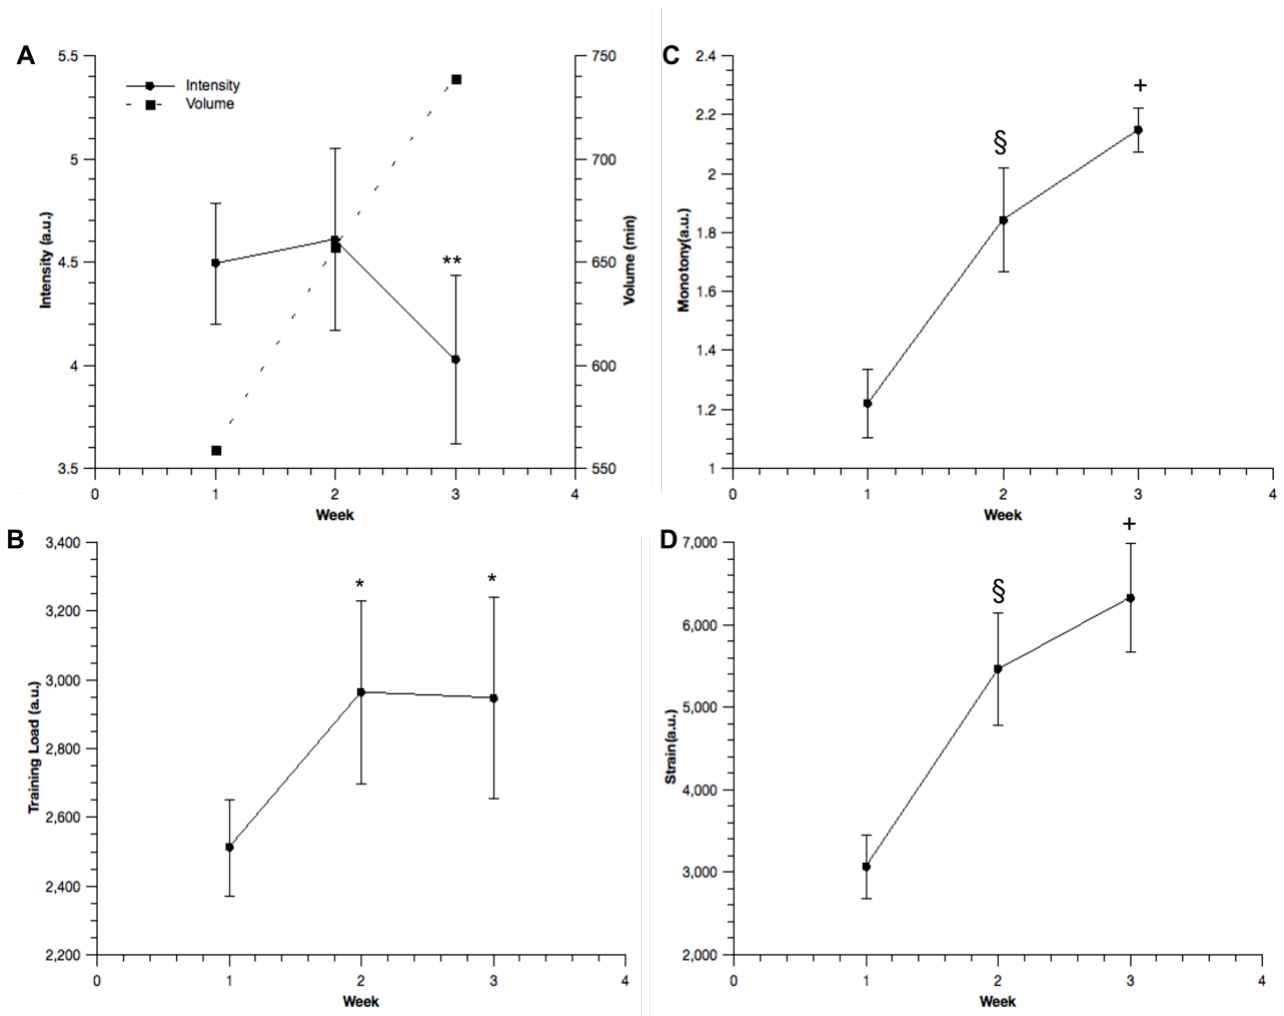 A
5.5
5
4.5
4
3.5
Intensity (a.u.)
Intensity
Volume
**
750
700
650
600
550
Volume (min)
0 1 2 3 4
Week
C
2.4
2.2
2
1.8
1.6
1.4
1.2
1
Monotony(a.u.)
§
+
0 1 2 3 4
Week
B
3,400
3,200
3,000
2,800
2,600
2,400
2,200
Training Load (a.u.)
*
*
0 1 2 3 4
Week
D
7,000
6,000
5,000
4,000
3,000
2,000
Strain(a.u.)
§
+
0 1 2 3 4
Week